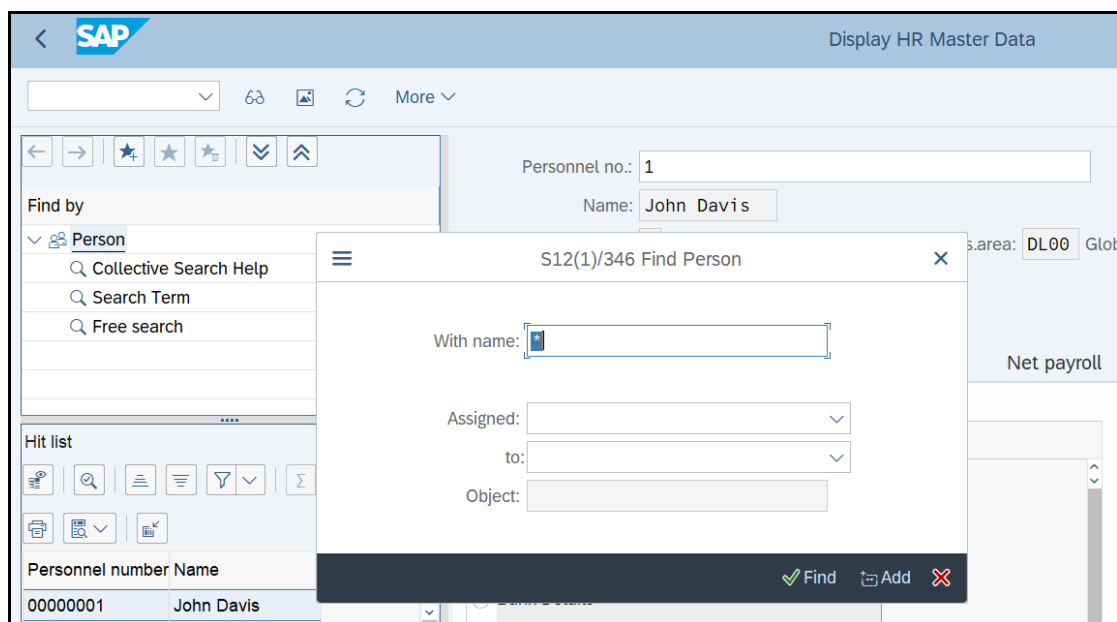 SAP
Display HR Master Data
More
Personnel no.: 1
Name: John Davis
Find by
Person
Collective Search Help
Search Term
Free search
s.area: DL00 Glob
S12(1)/346 Find Person
With name: *
Assigned:
to:
Object:
Find Add
Net payroll
Hit list
Personnel number Name
00000001 John Davis